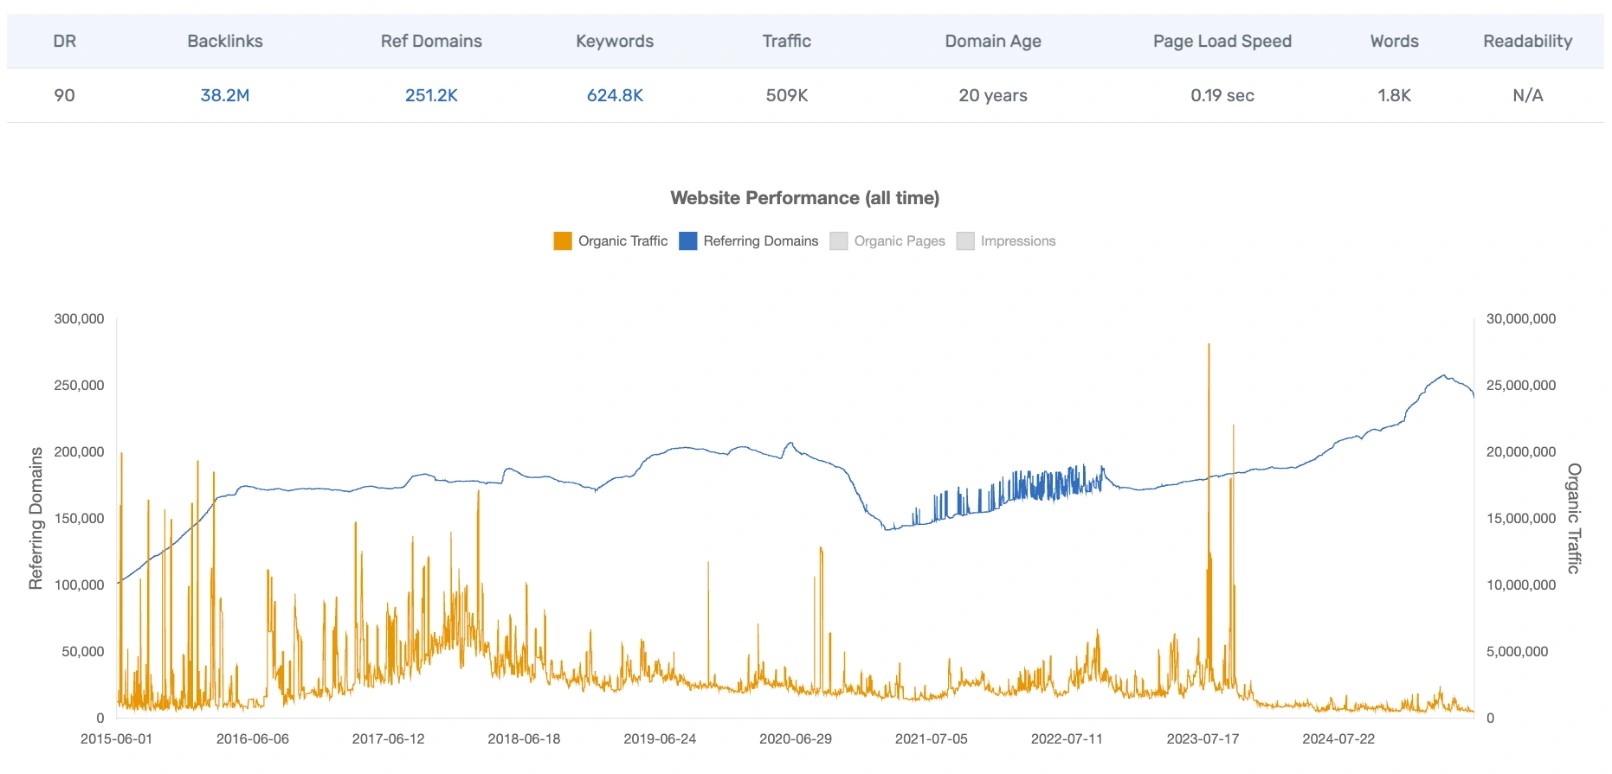 DR Backlinks Ref Domains Keywords Traffic Domain Age Page Load Speed Words Readability
90 38.2M 251.2K 624.8K 509K 20 years 0.19 sec 1.8K N/A
Website Performance (all time)
Organic Traffic Referring Domains Organic Pages Impressions
300,000 30,000,000
250,000 25,000,000
200,000 20,000,000
150,000 15,000,000
100,000 10,000,000
50,000 5,000,000
0 0
Referring Domains
Organic Traffic
2015-06-01 2016-06-06 2017-06-12 2018-06-18 2019-06-24 2020-06-29 2021-07-05 2022-07-11 2023-07-17 2024-07-22